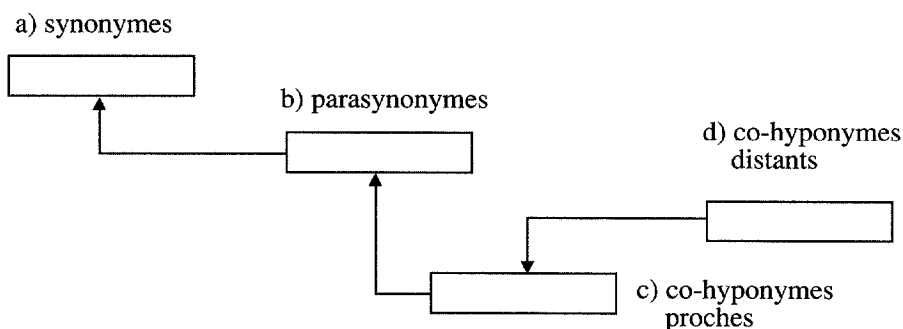 a) synonymes
b) parasynonymes
d) co-hyponymes
distants
c) co-hyponymes
proches